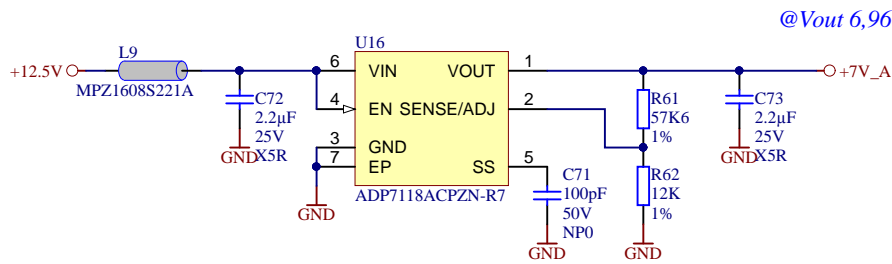 @Vout 6,96
U16
L9
+12.5V
6
VIN
VOUT
1
+7V_A
MPZ1608S221A
C72
2.2µF
25V
X5R
GND
4
EN
SENSE/ADJ
2
R61
57K6
1%
C73
2.2µF
25V
X5R
GND
3
GND
7
EP
SS
5
C71
100pF
50V
NP0
R62
12K
1%
ADP7118ACPZN-R7
GND
GND
GND